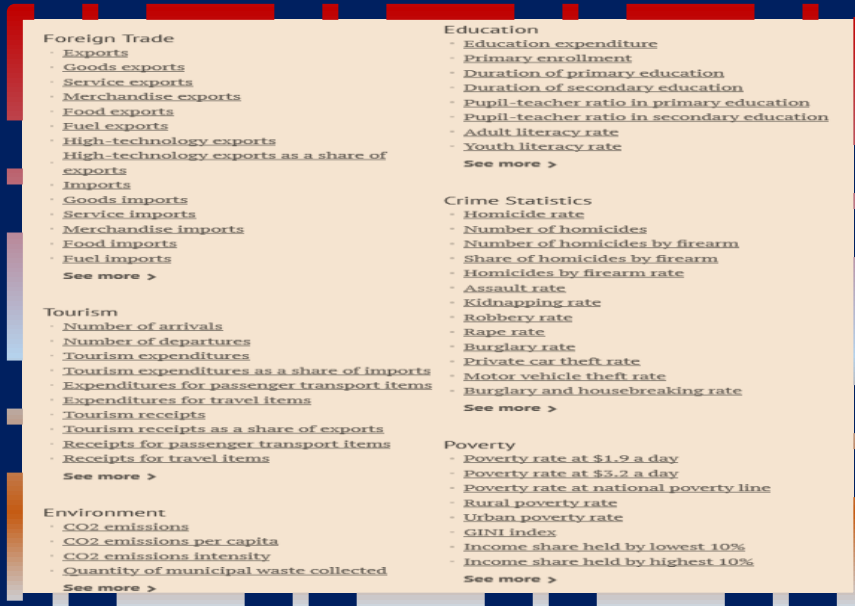 Foreign Trade
Exports
Goods exports
Service exports
Merchandise exports
Food exports
Fuel exports
High-technology exports
High-technology exports as a share of
exports
Imports
Goods imports
Service imports
Merchandise imports
Food imports
Fuel imports
See more >
Tourism
Number of arrivals
Number of departures
Tourism expenditures
Tourism expenditures as a share of imports
Expenditures for passenger transport items
Expenditures for travel items
Tourism receipts
Tourism receipts as a share of exports
Receipts for passenger transport items
Receipts for travel items
See more >
Environment
CO2 emissions
CO2 emissions per capita
CO2 emissions intensity
Quantity of municipal waste collected
See more >
Education
Education expenditure
Primary enrollment
Duration of primary education
Duration of secondary education
Pupil-teacher ratio in primary education
Pupil-teacher ratio in secondary education
Adult literacy rate
Youth literacy rate
See more >
Crime Statistics
Homicide rate
Number of homicides
Number of homicides by firearm
Share of homicides by firearm
Homicides by firearm rate
Assault rate
Kidnapping rate
Robbery rate
Rape rate
Burglary rate
Private car theft rate
Motor vehicle theft rate
Burglary and housebreaking rate
See more >
Poverty
Poverty rate at $1.9 a day
Poverty rate at $3.2 a day
Poverty rate at national poverty line
Rural poverty rate
Urban poverty rate
GINI index
Income share held by lowest 10%
Income share held by highest 10%
See more >